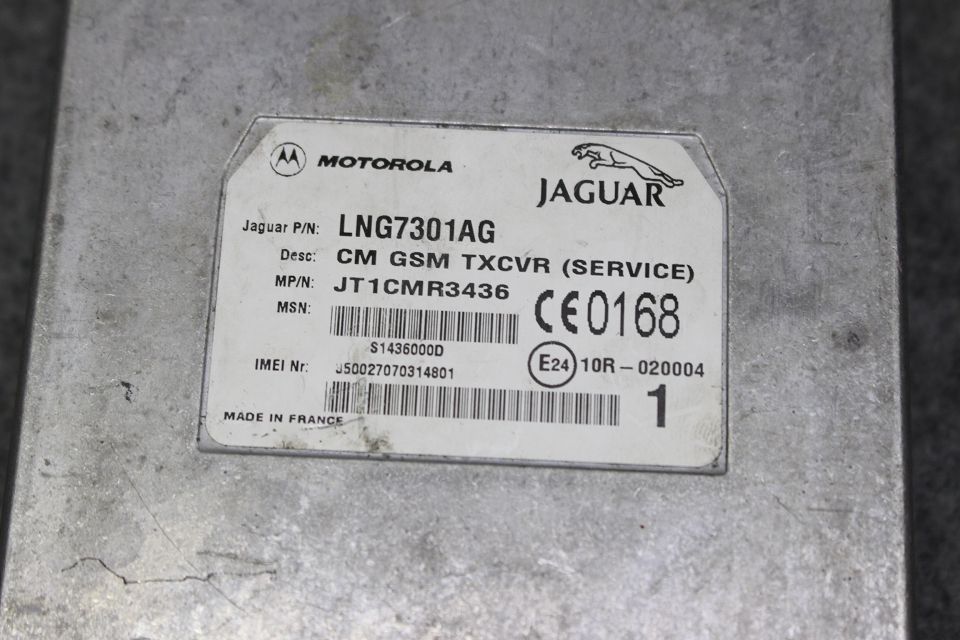 MOTOROLA
JAGUAR
Jaguar P/N: LNG7301AG
Desc: CM GSM TXCVR (SERVICE)
MP/N: JT1CMR3436
MSN:
S1436000D
CE0168
IMEI Nr: J50027070314801
E24 10R-020004
1
MADE IN FRANCE